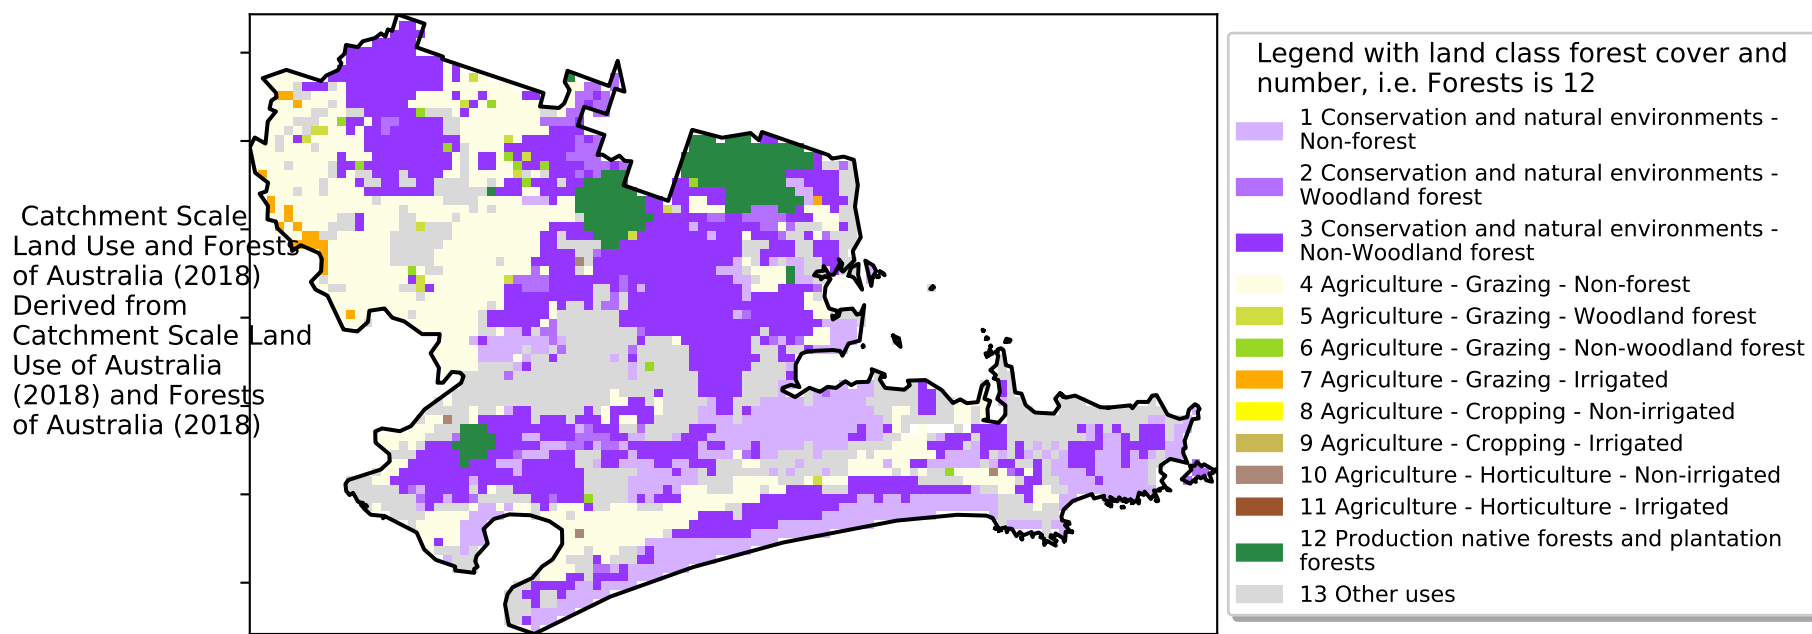 Catchment Scale
Land Use and Forests
of Australia (2018)
Derived from
Catchment Scale Land
Use of Australia
(2018) and Forests
of Australia (2018)
Legend with land class forest cover and
number, i.e. Forests is 12
1 Conservation and natural environments -
Non-forest
2 Conservation and natural environments -
Woodland forest
3 Conservation and natural environments -
Non-Woodland forest
4 Agriculture - Grazing - Non-forest
5 Agriculture - Grazing - Woodland forest
6 Agriculture - Grazing - Non-woodland forest
7 Agriculture - Grazing - Irrigated
8 Agriculture - Cropping - Non-irrigated
9 Agriculture - Cropping - Irrigated
10 Agriculture - Horticulture - Non-irrigated
11 Agriculture - Horticulture - Irrigated
12 Production native forests and plantation
forests
13 Other uses